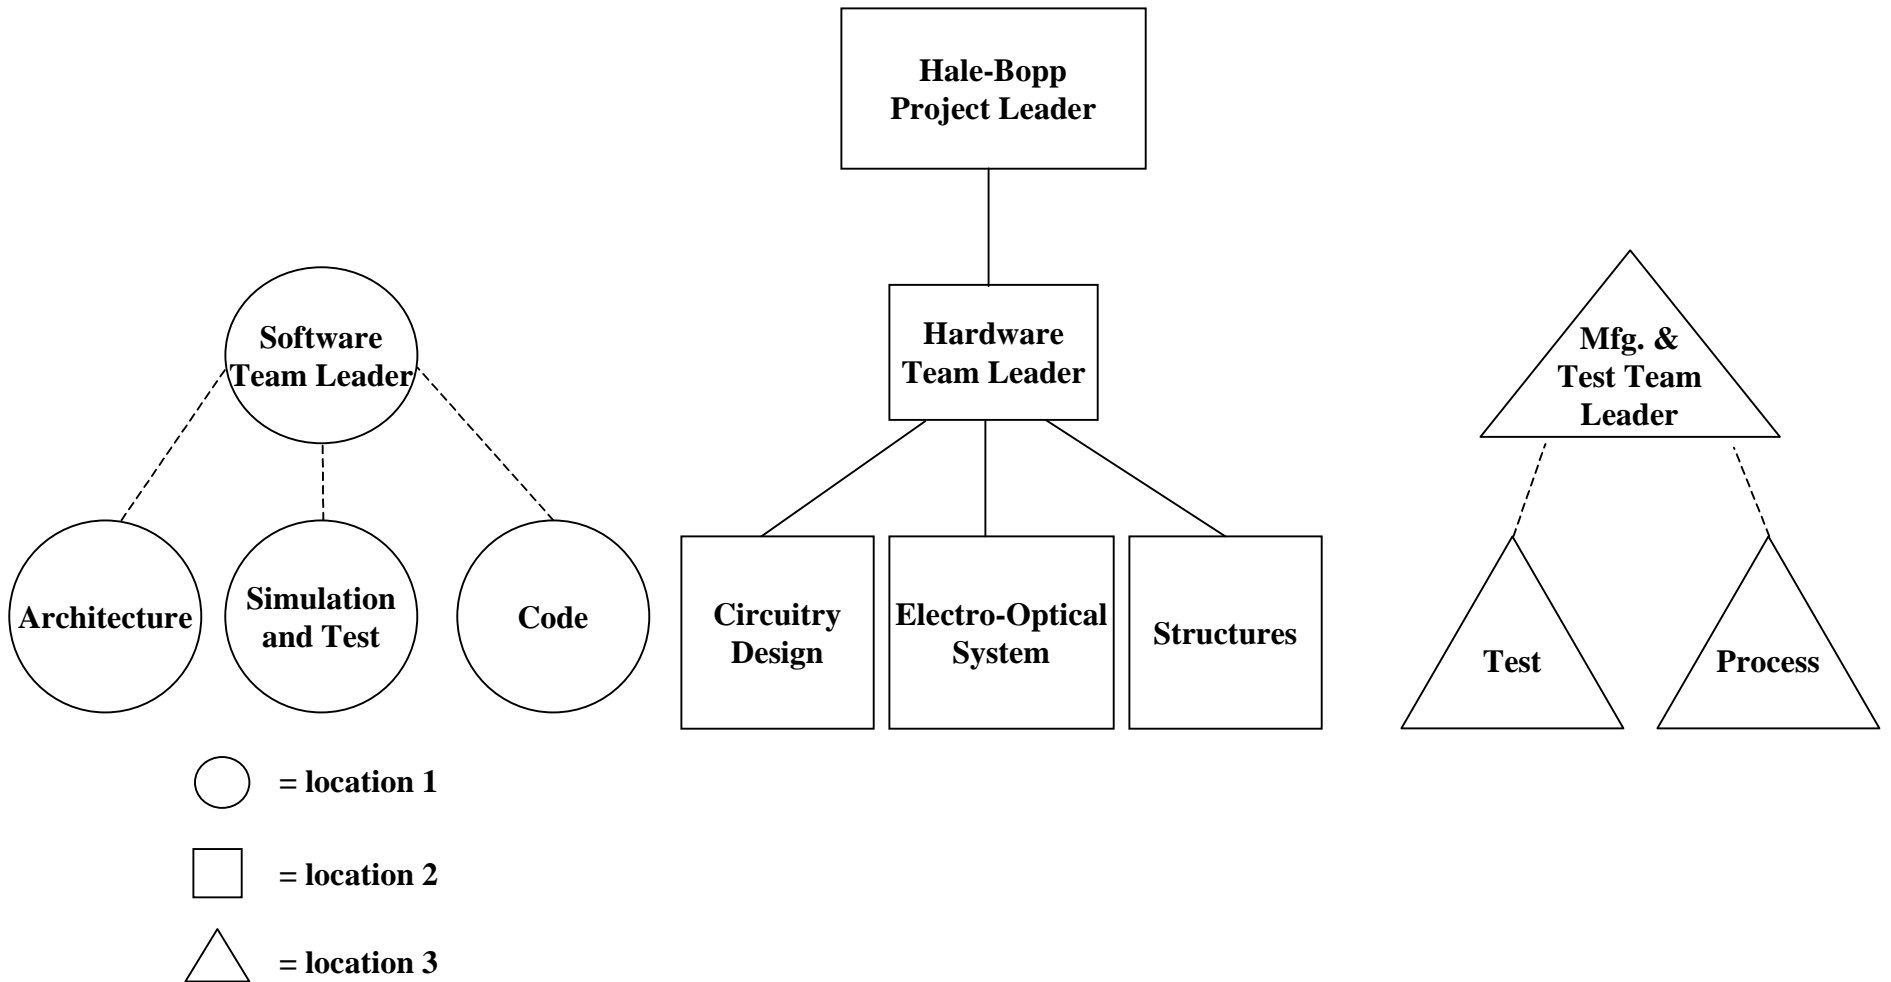 Hale-Bopp
Project Leader
Software
Team Leader
Hardware
Team Leader
Mfg. &
Test Team
Leader
Architecture
Simulation
and Test
Code
Circuitry
Design
Electro-Optical
System
Structures
Test
Process
= location 1
= location 2
= location 3